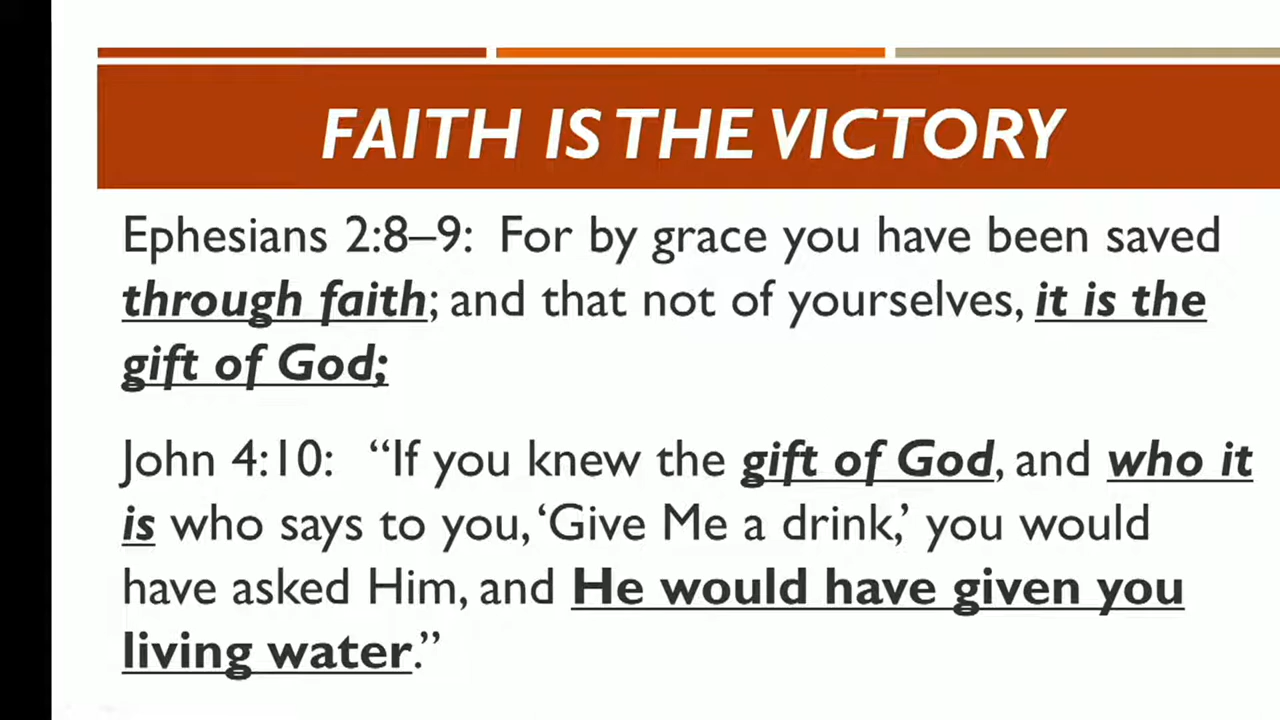 FAITH IS THE VICTORY
Ephesians 2:8–9:  For by grace you have been saved
through faith; and that not of yourselves, it is the
gift of God;
John 4:10:   “If you knew the gift of God, and who it
is who says to you, ‘Give Me a drink,’ you would
have asked Him, and He would have given you
living water.”